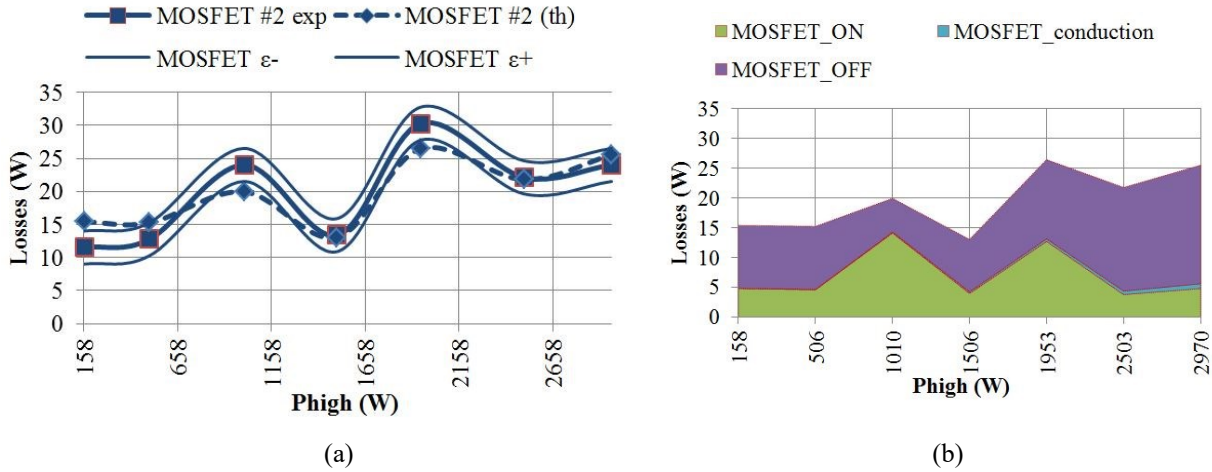 MOSFET #2 exp MOSFET #2 (th)
MOSFET ε- MOSFET ε+
35
30
25
20
15
10
5
0
Losses (W)
158 658 1158 1658 2158 2658
Phigh (W)
(a)
MOSFET_ON MOSFET_conduction
MOSFET_OFF
35
30
25
20
15
10
5
0
Losses (W)
158 506 1010 1506 1953 2503 2970
Phigh (W)
(b)